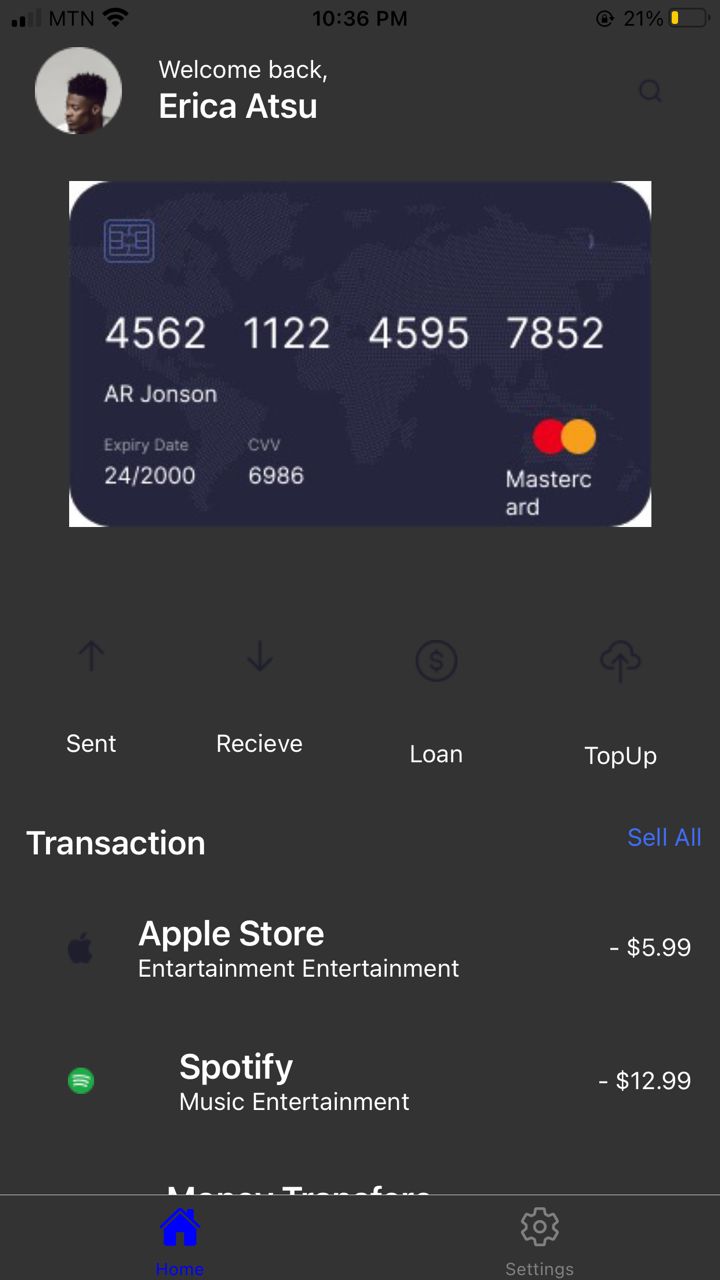 MTN 10:36 PM 21%
Welcome back,
Erica Atsu
4562 1122 4595 7852
AR Jonson
Expiry Date CVV
24/2000 6986
Masterc
ard
Sent Recieve Loan TopUp
Transaction Sell All
Apple Store
Entartainment Entertainment
- $5.99
Spotify
Music Entertainment
- $12.99
Money Transfere
Home Settings